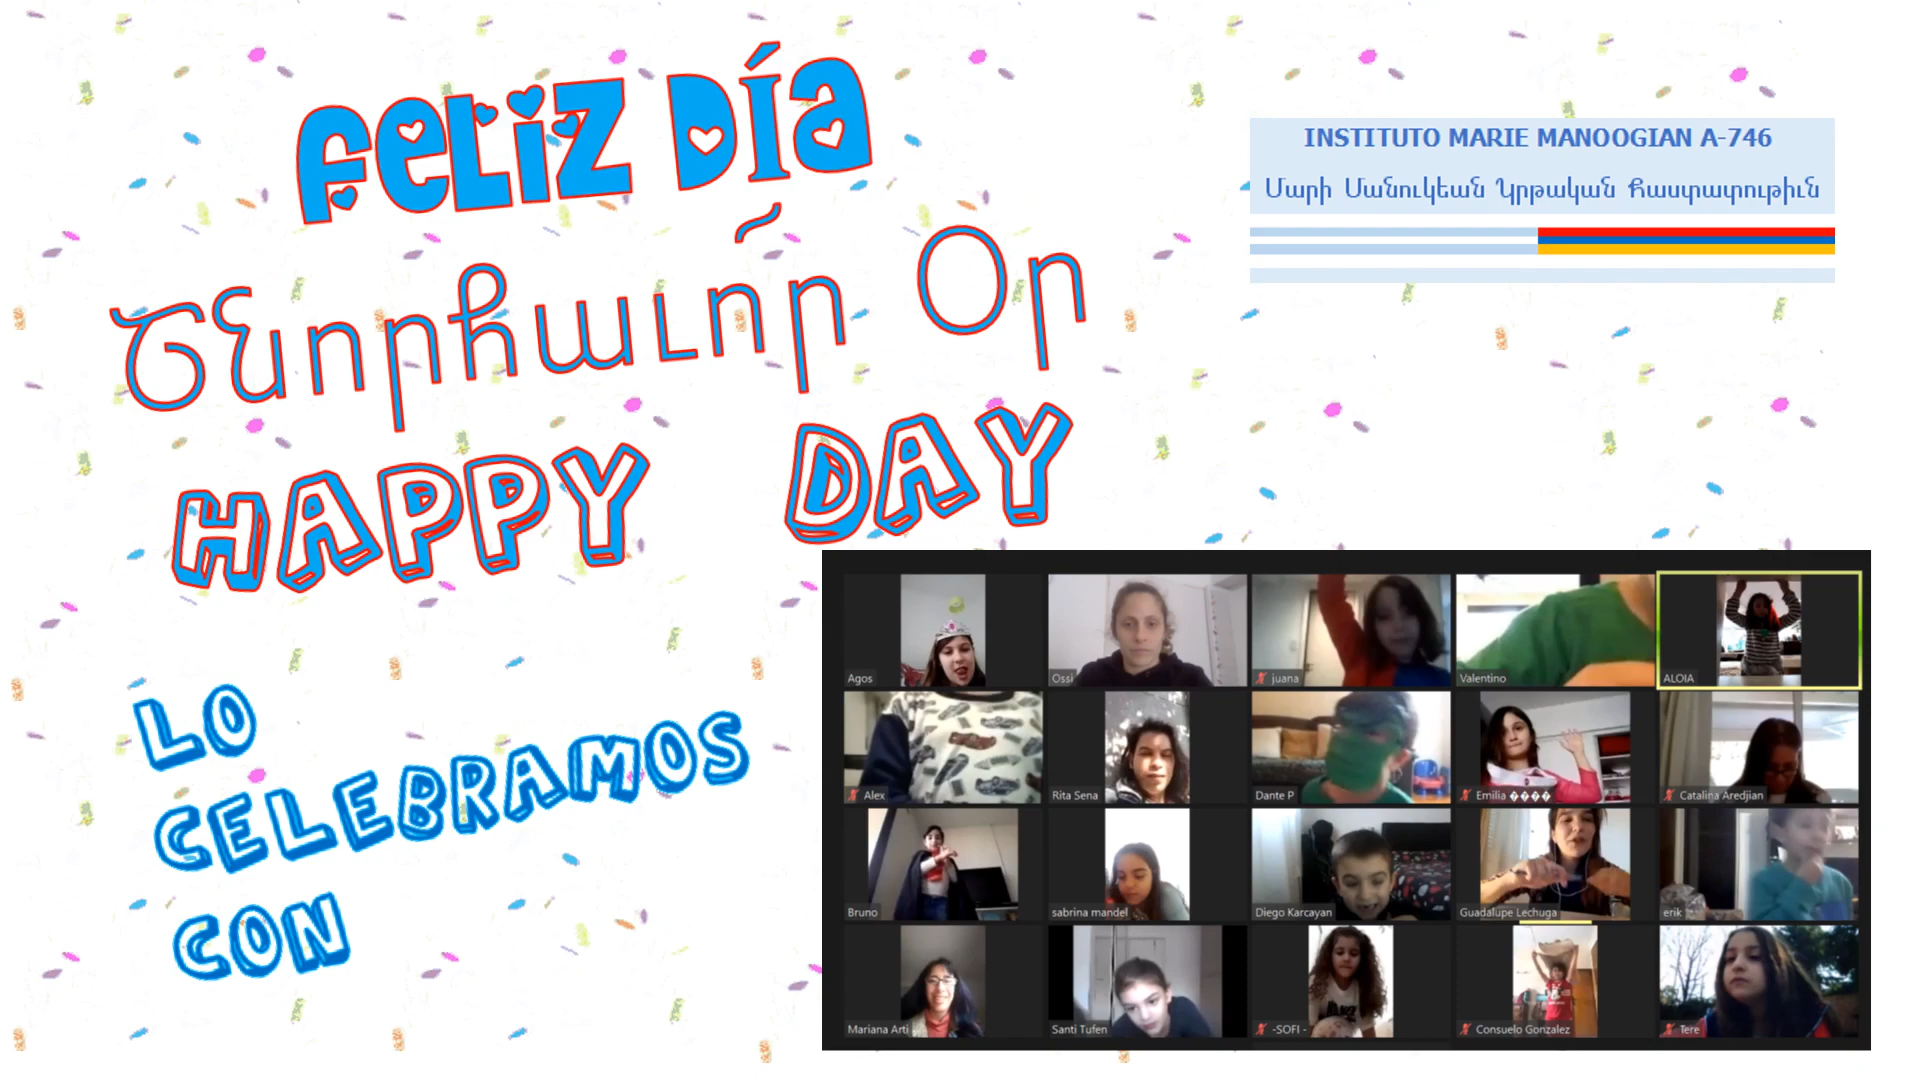 FELIZ DÍA
Շնորհաւո՜ր Օր
HAPPY DAY
LO
CELEBRAMOS
CON
INSTITUTO MARIE MANOOGIAN A-746
Մարի Մանուկեան Կրթական Հաստատութիւն
Agos
Ossi
juana
Valentino
ALOIA
Alex
Rita Sena
Dante P
Emilia ����
Catalina Aredjian
Bruno
sabrina mandel
Diego Karcayan
Guadalupe Lechuga
erik
Mariana Arti
Santi Tufen
-SOFI -
Consuelo Gonzalez
Tere